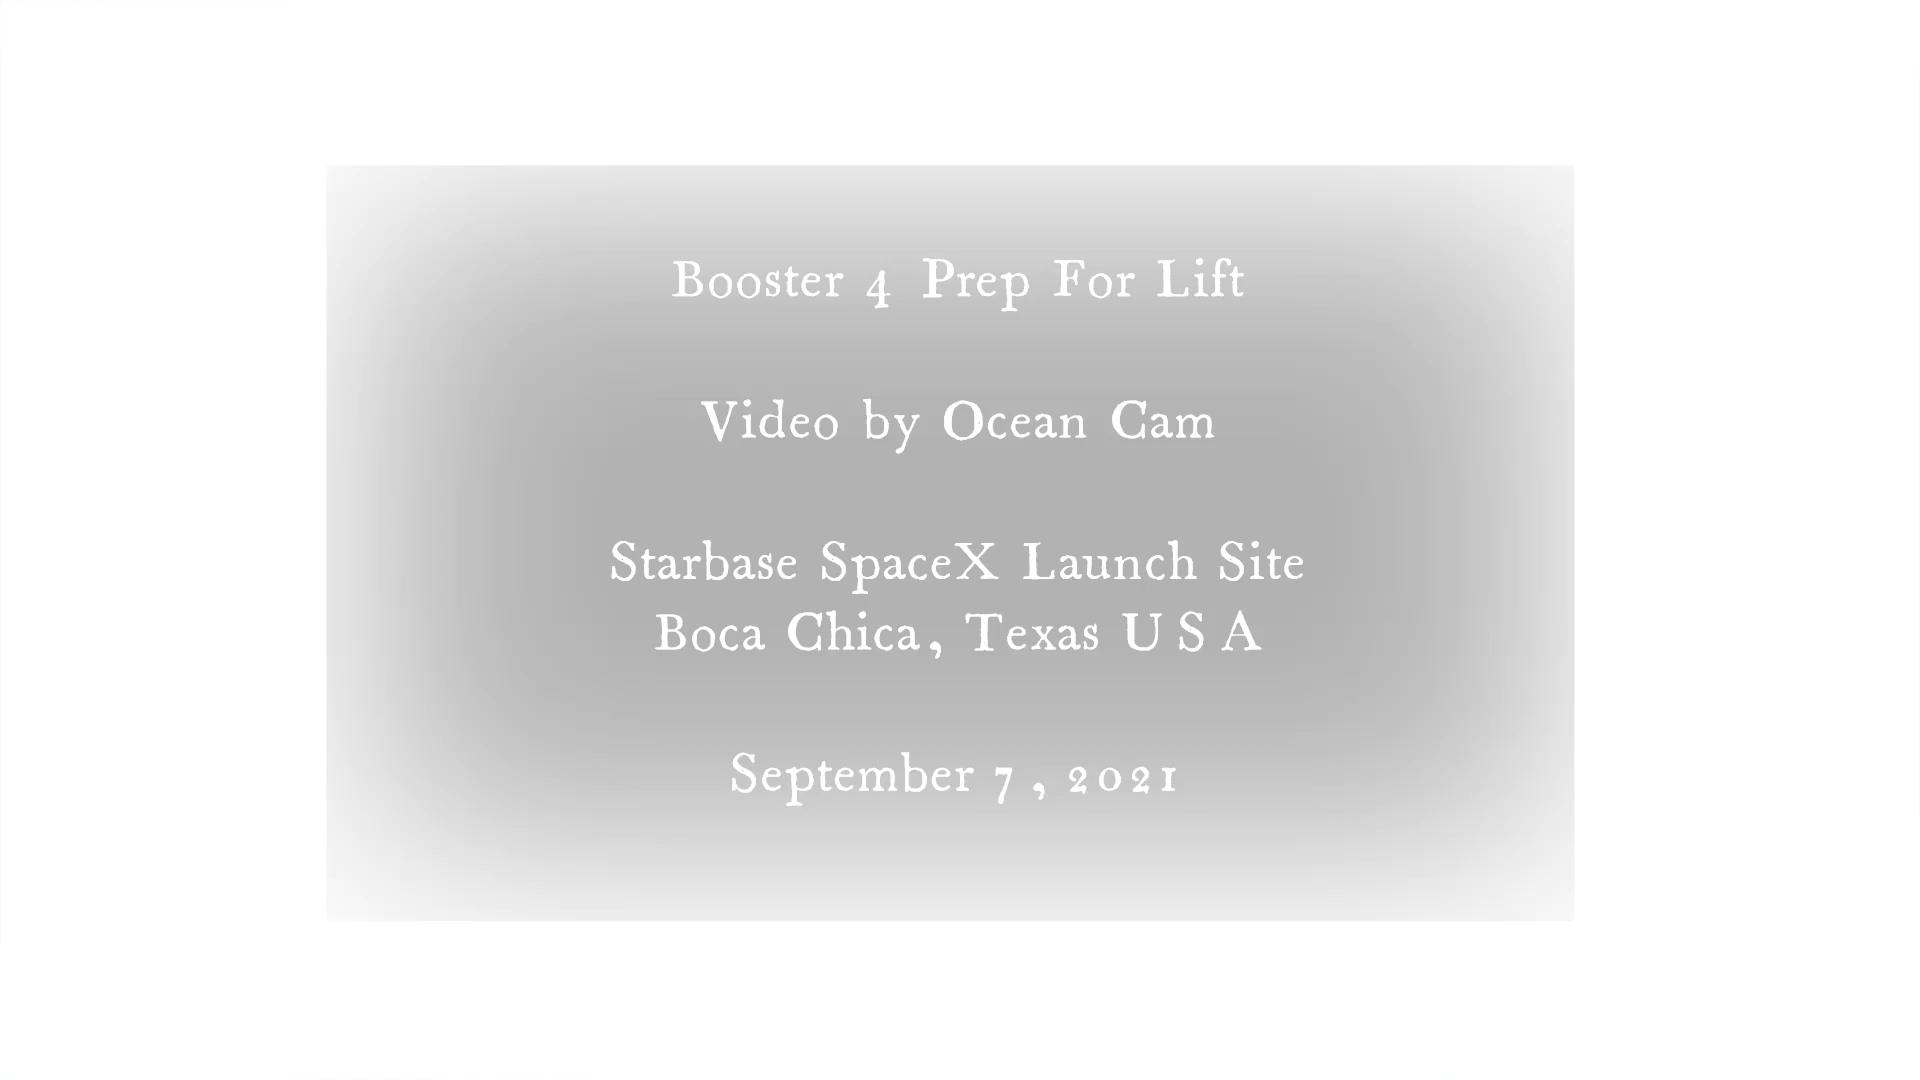 Booster 4 Prep For Lift
Video by Ocean Cam
Starbase SpaceX Launch Site
Boca Chica, Texas U S A
September 7 , 2021